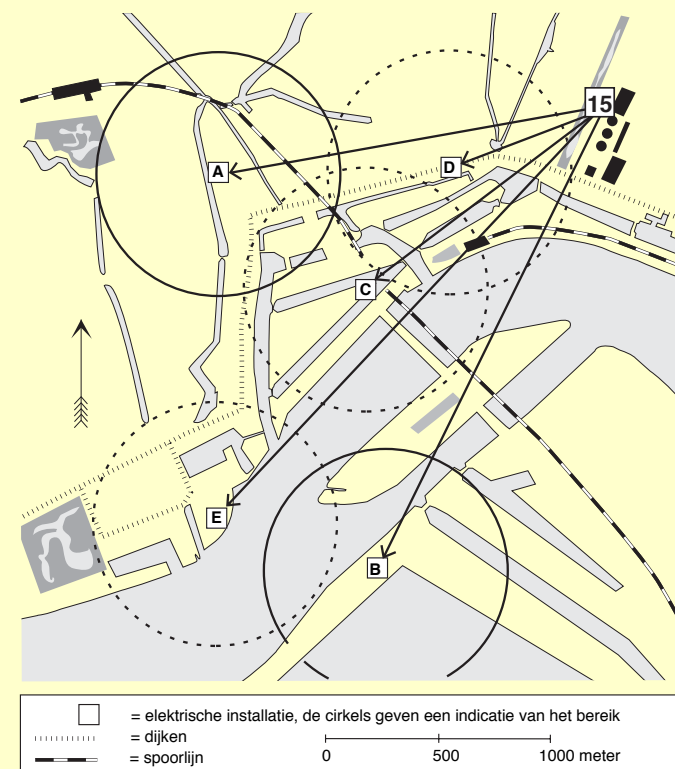 15
A
D
C
E
B
= elektrische installatie, de cirkels geven een indicatie van het bereik
= dijken
= spoorlijn
0 500 1000 meter